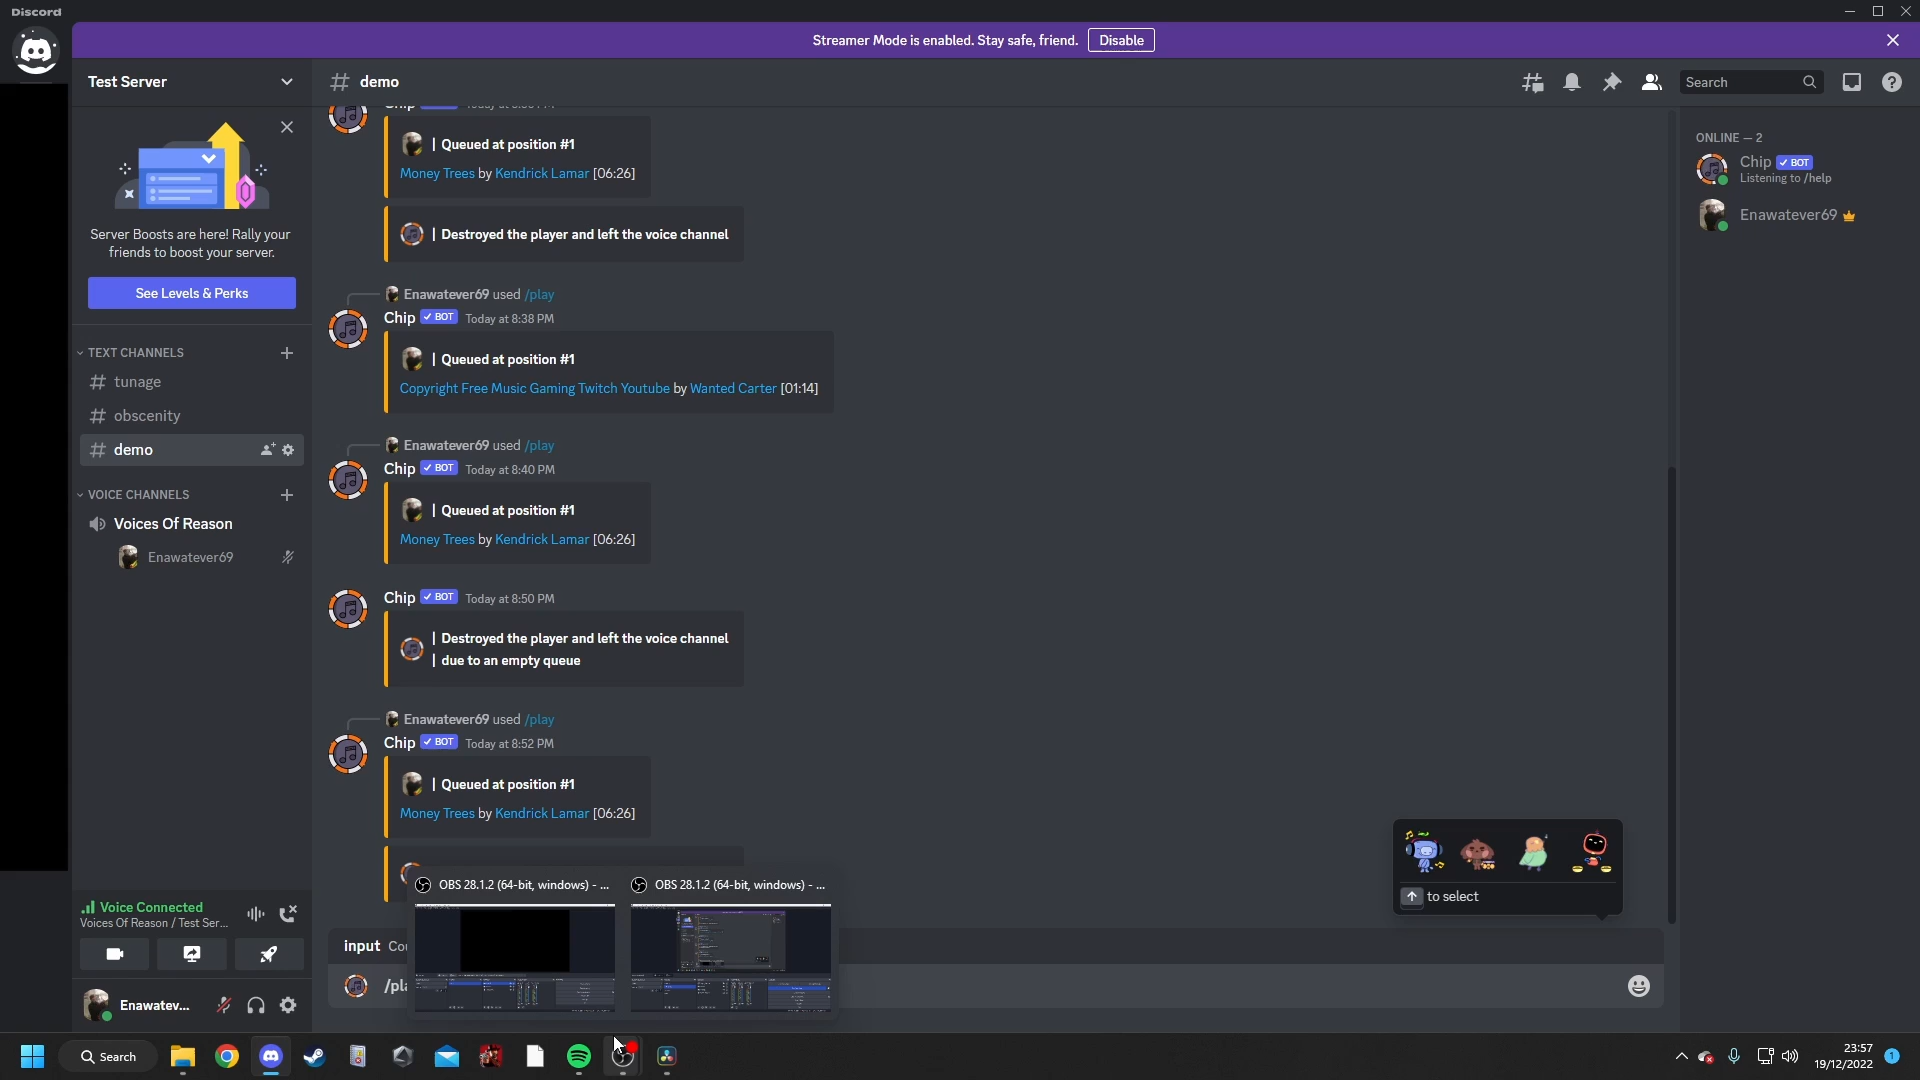 Discord
Streamer Mode is enabled. Stay safe, friend. Disable
Test Server
Server Boosts are here! Rally your
friends to boost your server.
See Levels & Perks
TEXT CHANNELS
tunage
obscenity
demo
VOICE CHANNELS
Voices Of Reason
Enawatever69
Voice Connected
Voices Of Reason / Test Ser...
Enawatev...
demo
Search
| Queued at position #1
Money Trees by Kendrick Lamar [06:26]
| Destroyed the player and left the voice channel
Enawatever69 used /play
Chip BOT Today at 8:38 PM
| Queued at position #1
Copyright Free Music Gaming Twitch Youtube by Wanted Carter [01:14]
Enawatever69 used /play
Chip BOT Today at 8:40 PM
| Queued at position #1
Money Trees by Kendrick Lamar [06:26]
Chip BOT Today at 8:50 PM
| Destroyed the player and left the voice channel
| due to an empty queue
Enawatever69 used /play
Chip BOT Today at 8:52 PM
| Queued at position #1
Money Trees by Kendrick Lamar [06:26]
OBS 28.1.2 (64-bit, windows) - ...
OBS 28.1.2 (64-bit, windows) - ...
input
to select
ONLINE — 2
Chip BOT
Listening to /help
Enawatever69
Search
23:57
19/12/2022
1